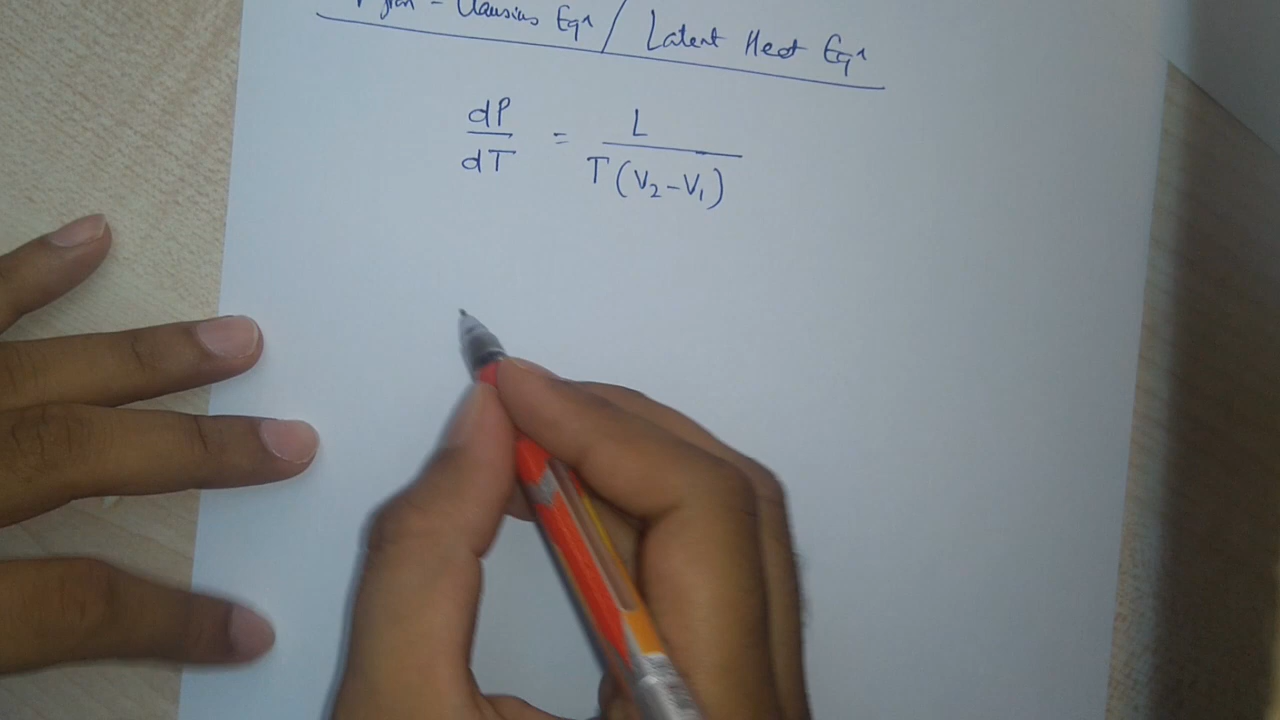 - Clausius Eqn / Latent Heat Eqn
dP/dT = L/T(V₂-V₁)